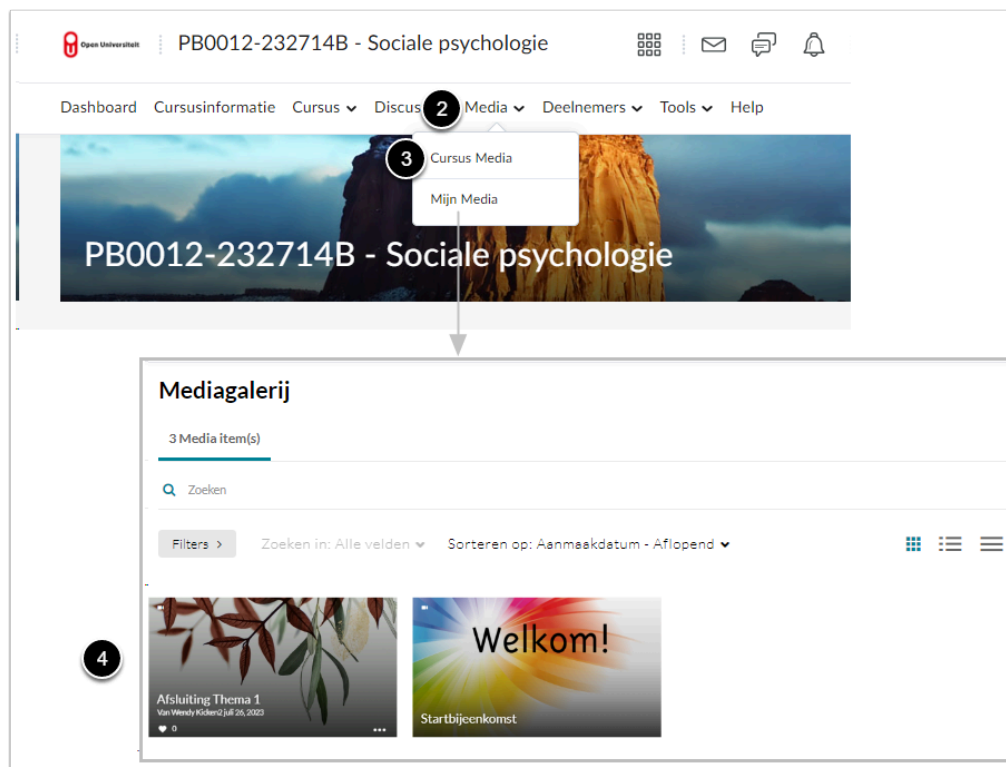 Open Universiteit
PB0012-232714B - Sociale psychologie
Dashboard Cursusinformatie Cursus Discus 2 Media Deelnemers Tools Help
3 Cursus Media
Mijn Media
PB0012-232714B - Sociale psychologie
Mediagalerij
3 Media item(s)
Zoeken
Filters > Zoeken in: Alle velden Sorteren op: Aanmaakdatum - Aflopend
4
Welkom!
Afsluiting Thema 1
Van Wendy Kicken2 juli 26, 2023
0 •••
Startbijeenkomst